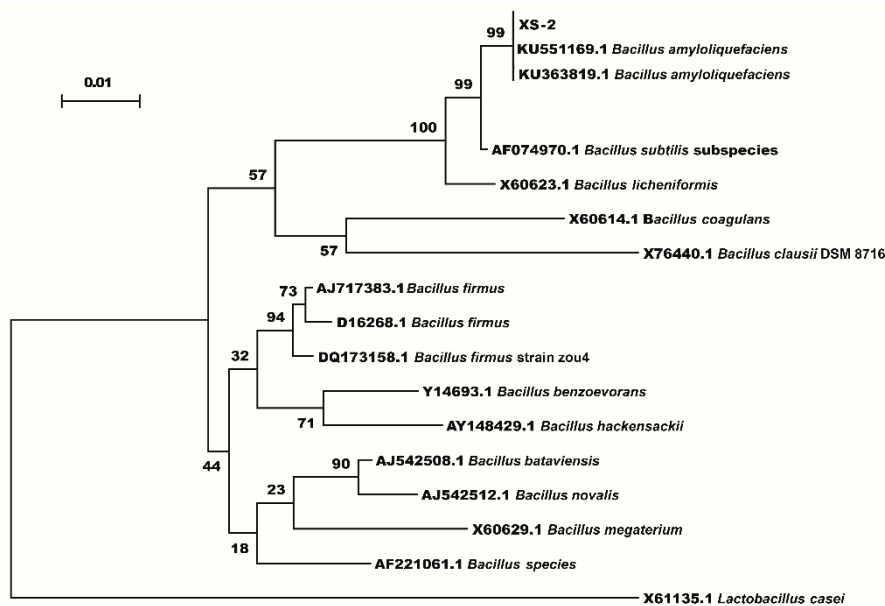 XS-2
99
KU551169.1 Bacillus amyloliquefaciens
KU363819.1 Bacillus amyloliquefaciens
0.01
99
100
AF074970.1 Bacillus subtilis subspecies
57
X60623.1 Bacillus licheniformis
X60614.1 Bacillus coagulans
57
X76440.1 Bacillus clausii DSM 8716
73
AJ717383.1 Bacillus firmus
94
D16268.1 Bacillus firmus
32
DQ173158.1 Bacillus firmus strain zou4
Y14693.1 Bacillus benzoevorans
71
AY148429.1 Bacillus hackensackii
44
90
AJ542508.1 Bacillus bataviensis
23
AJ542512.1 Bacillus novalis
X60629.1 Bacillus megaterium
18
AF221061.1 Bacillus species
X61135.1 Lactobacillus casei